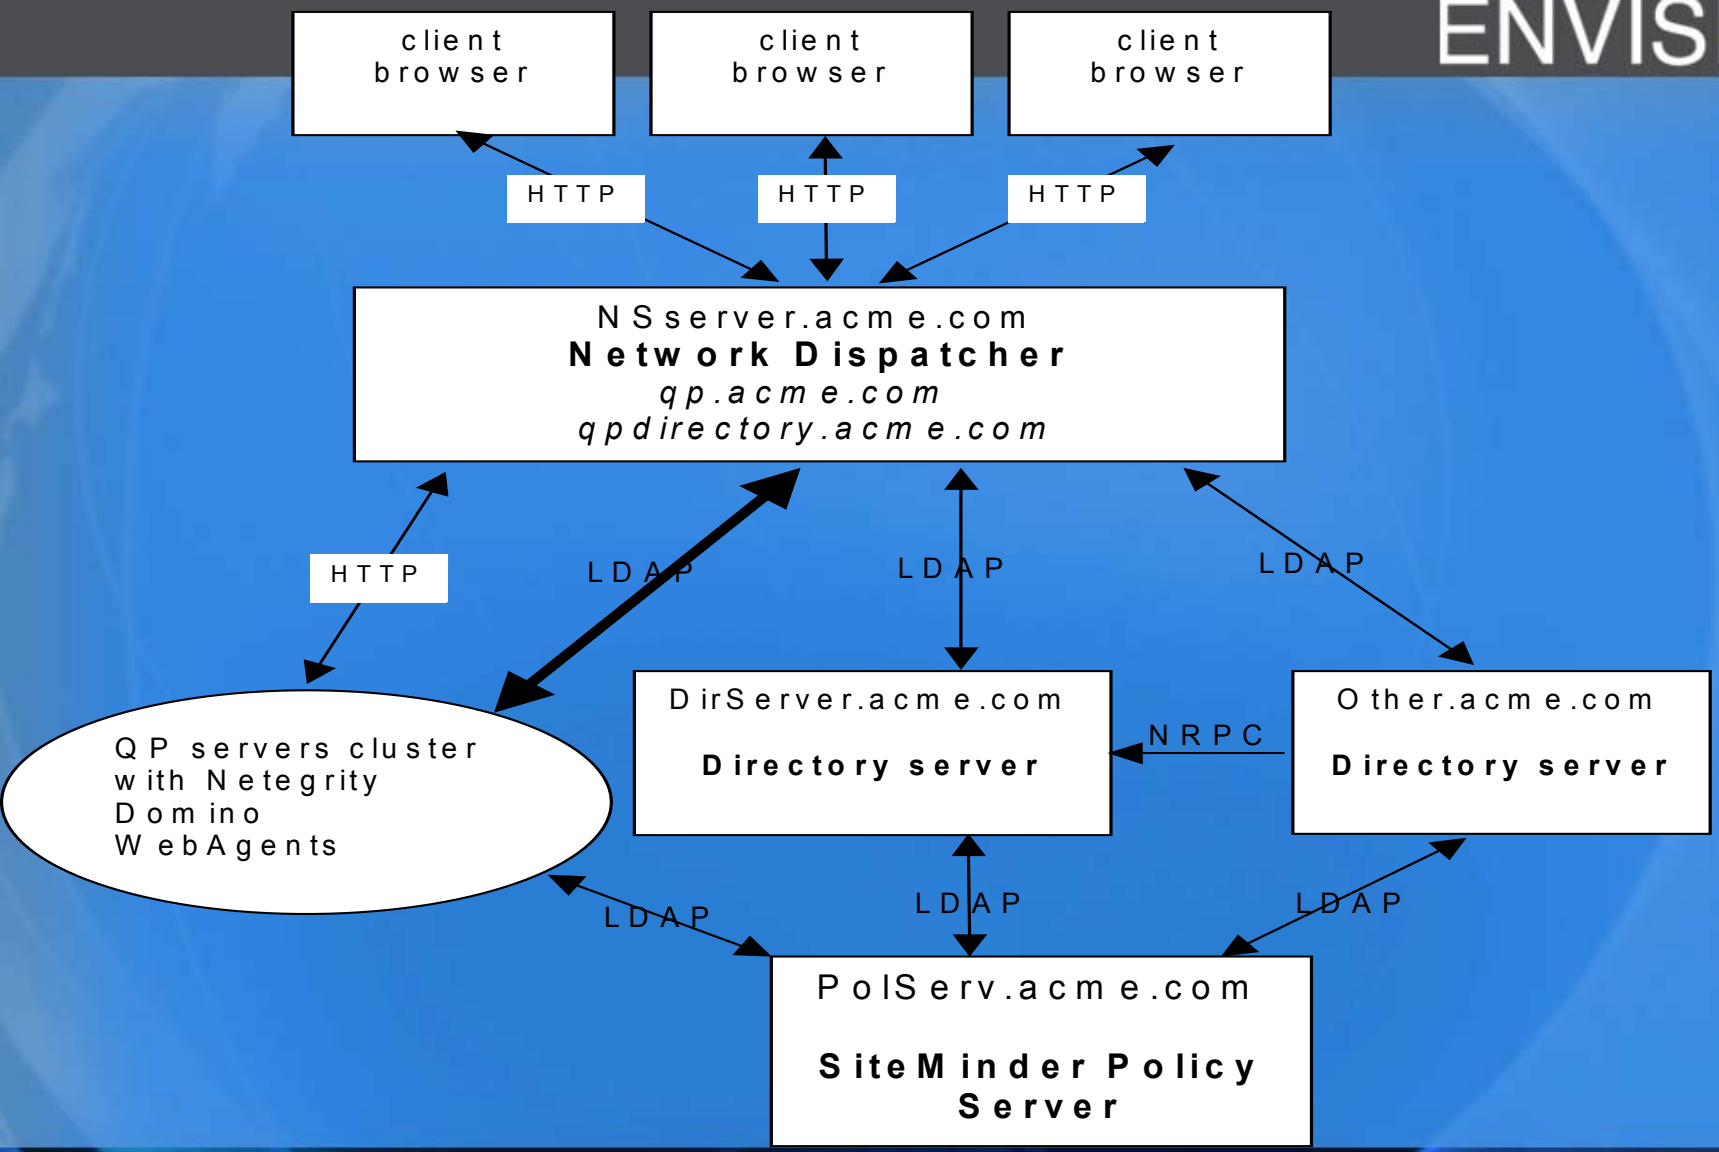 ENVIS
client
browser
client
browser
client
browser
HTTP
HTTP
HTTP
NSserver.acme.com
Network Dispatcher
qp.acme.com
qpdirectory.acme.com
HTTP
LDAP
LDAP
LDAP
QP servers cluster
with Netegrity
Domino
WebAgents
DirServer.acme.com
Directory server
NRPC
Other.acme.com
Directory server
LDAP
LDAP
LDAP
PolServ.acme.com
SiteMinder Policy
Server